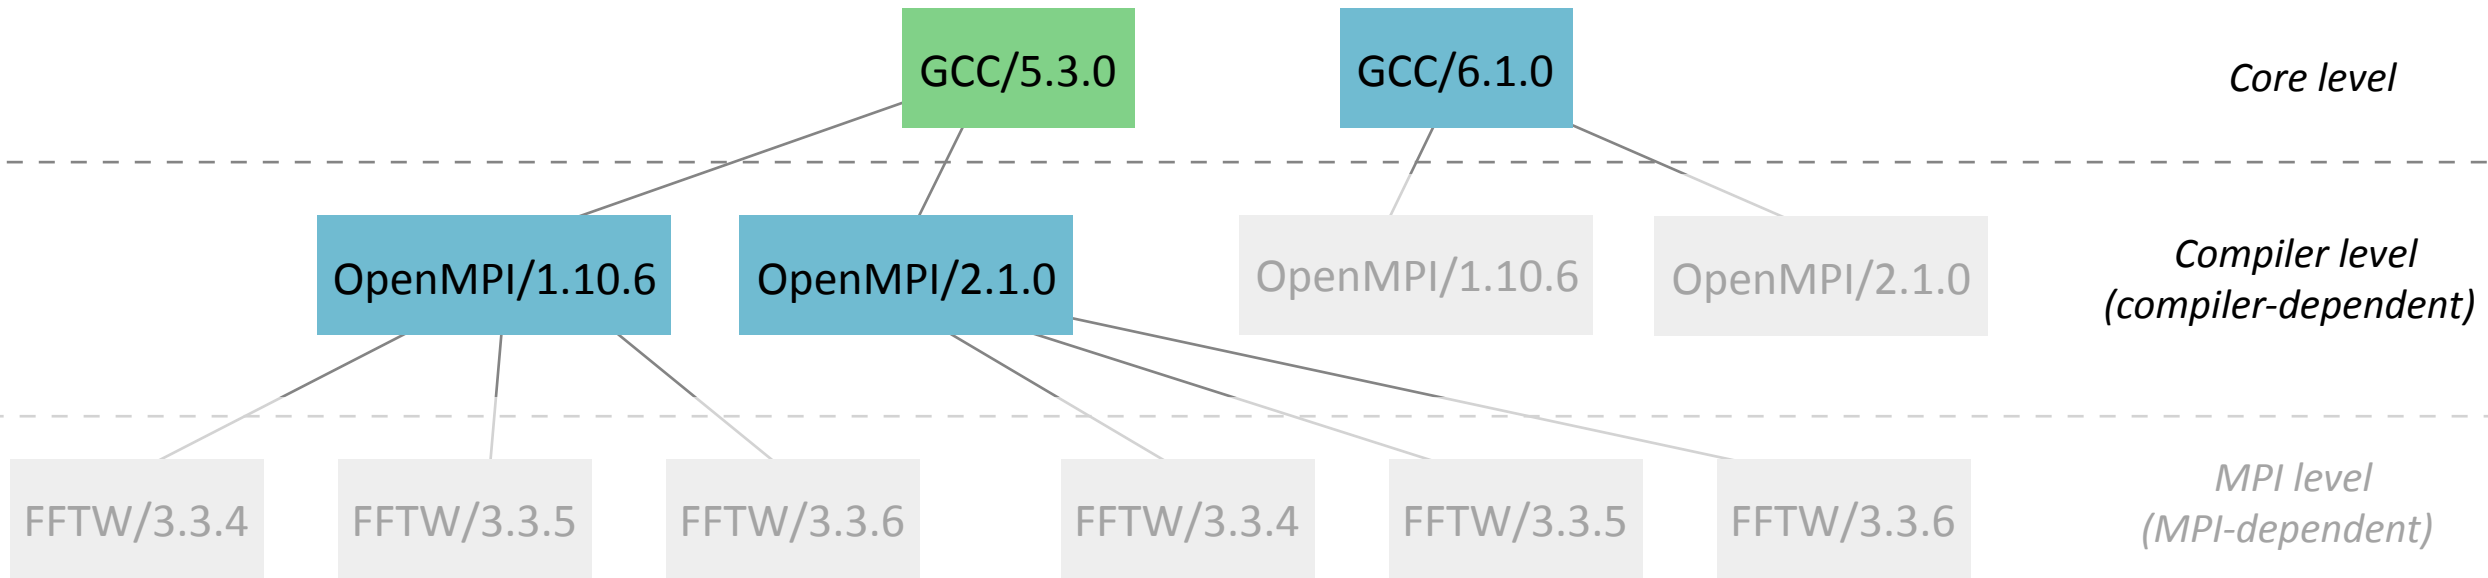 GCC/5.3.0
GCC/6.1.0
Core level
OpenMPI/1.10.6
OpenMPI/2.1.0
OpenMPI/1.10.6
OpenMPI/2.1.0
Compiler level
(compiler-dependent)
FFTW/3.3.4
FFTW/3.3.5
FFTW/3.3.6
FFTW/3.3.4
FFTW/3.3.5
FFTW/3.3.6
MPI level
(MPI-dependent)